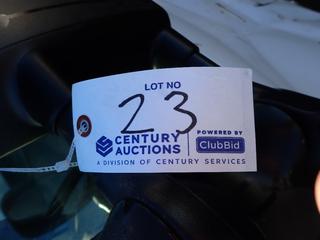 LOT NO
23
CENTURY AUCTIONS
POWERED BY
ClubBid
A DIVISION OF CENTURY SERVICES